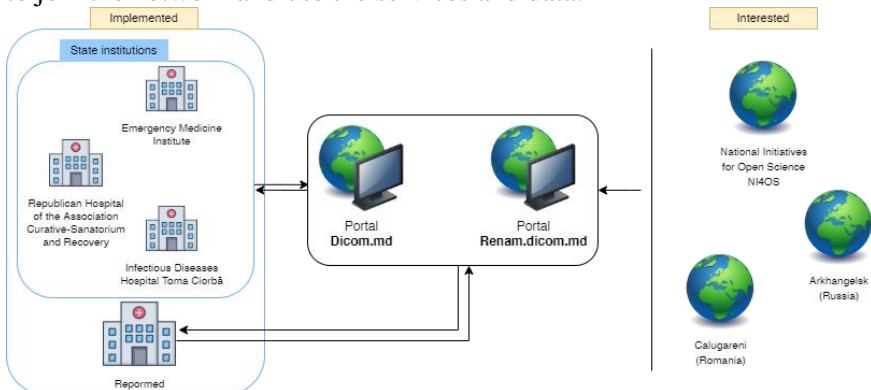 Implemented
Interested
State institutions
Emergency Medicine
Institute
Republican Hospital
of the Association
Curative-Sanatorium
and Recovery
Infectious Diseases
Hospital Toma Ciorbă
Repormed
Portal
Dicom.md
Portal
Renam.dicom.md
National Initiatives
for Open Science
NI4OS
Arkhangelsk
(Russia)
Calugareni
(Romania)